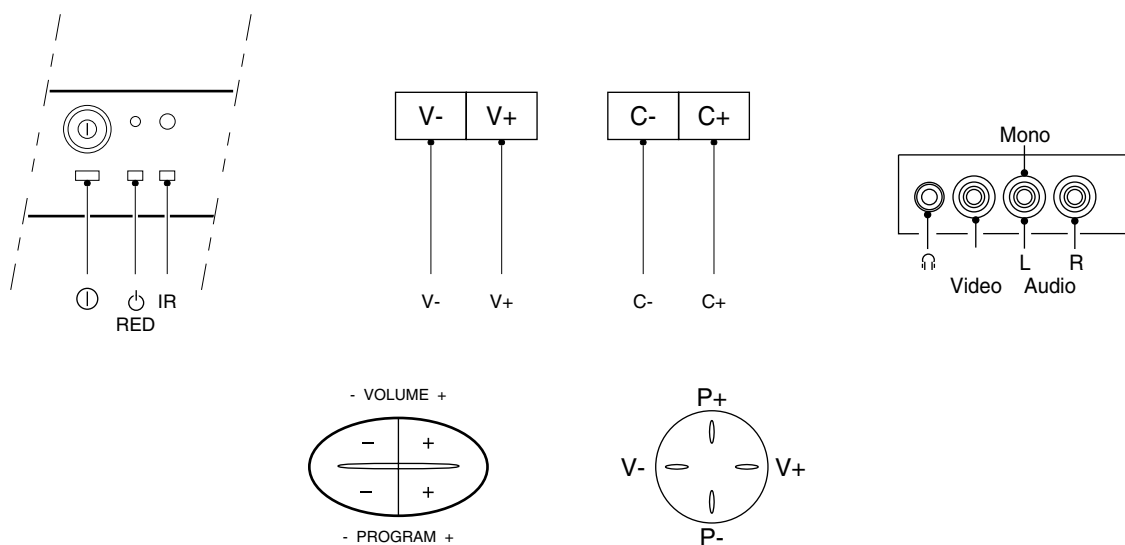 V- V+
C- C+
V- V+
C- C+
IR
RED
Mono
L R
Video Audio
- VOLUME +
− +
− +
- PROGRAM +
P+
V- V+
P-